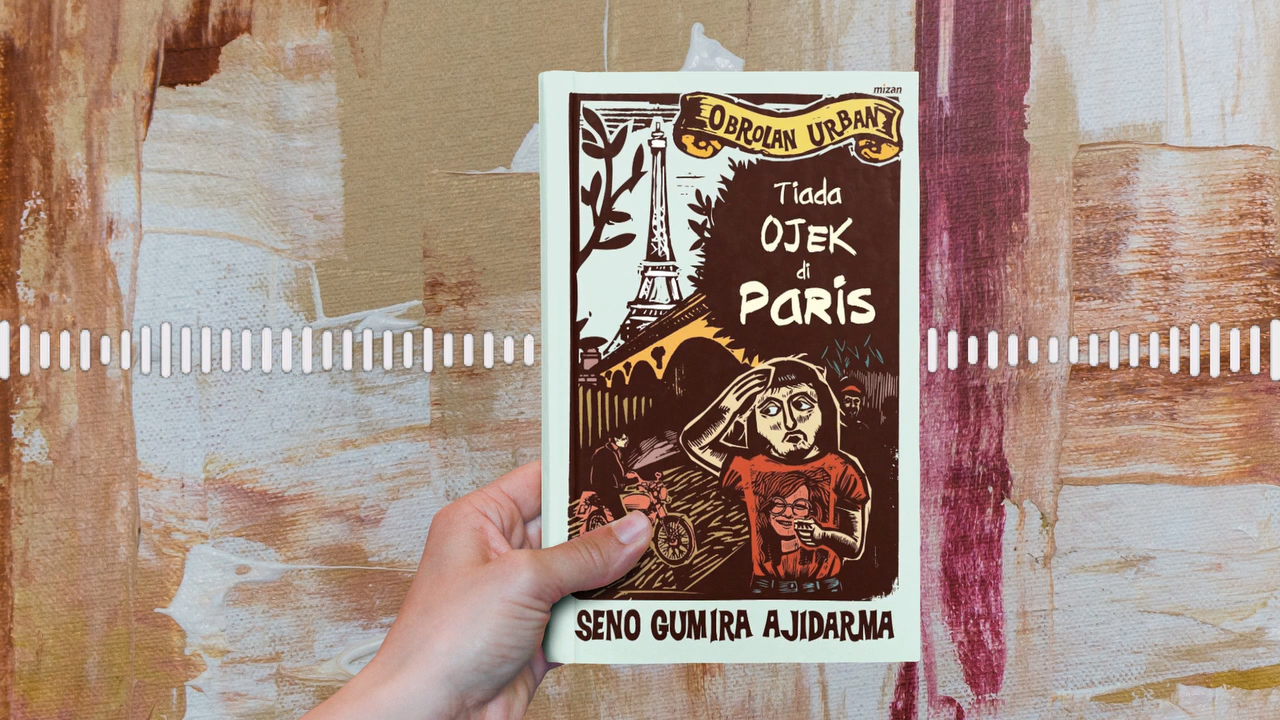 mizan
OBROLAN URBAN
Tiada
OJEK
di
PARIS
SENO GUMIRA AJIDARMA